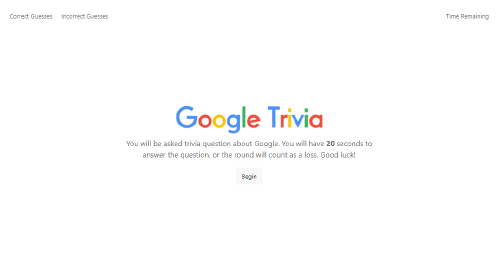 Correct Guesses Incorrect Guesses Time Remaining
Google Trivia
You will be asked trivia question about Google. You will have 20 seconds to
answer the question, or the round will count as a loss. Good luck!
Begin